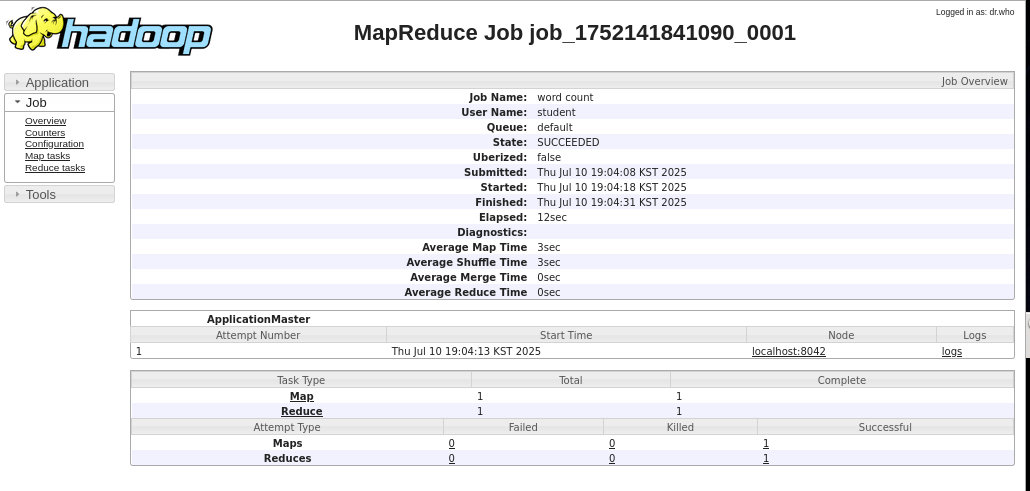 hadoop
MapReduce Job job_1752141841090_0001
Logged in as: dr.who
Application
Job
Overview
Counters
Configuration
Map tasks
Reduce tasks
Tools
Job Overview
Job Name: word count
User Name: student
Queue: default
State: SUCCEEDED
Uberized: false
Submitted: Thu Jul 10 19:04:08 KST 2025
Started: Thu Jul 10 19:04:18 KST 2025
Finished: Thu Jul 10 19:04:31 KST 2025
Elapsed: 12sec
Diagnostics:
Average Map Time 3sec
Average Shuffle Time 3sec
Average Merge Time 0sec
Average Reduce Time 0sec
ApplicationMaster
Attempt Number Start Time Node Logs
1 Thu Jul 10 19:04:13 KST 2025 localhost:8042 logs
Task Type Total Complete
Map 1 1
Reduce 1 1
Attempt Type Failed Killed Successful
Maps 0 0 1
Reduces 0 0 1